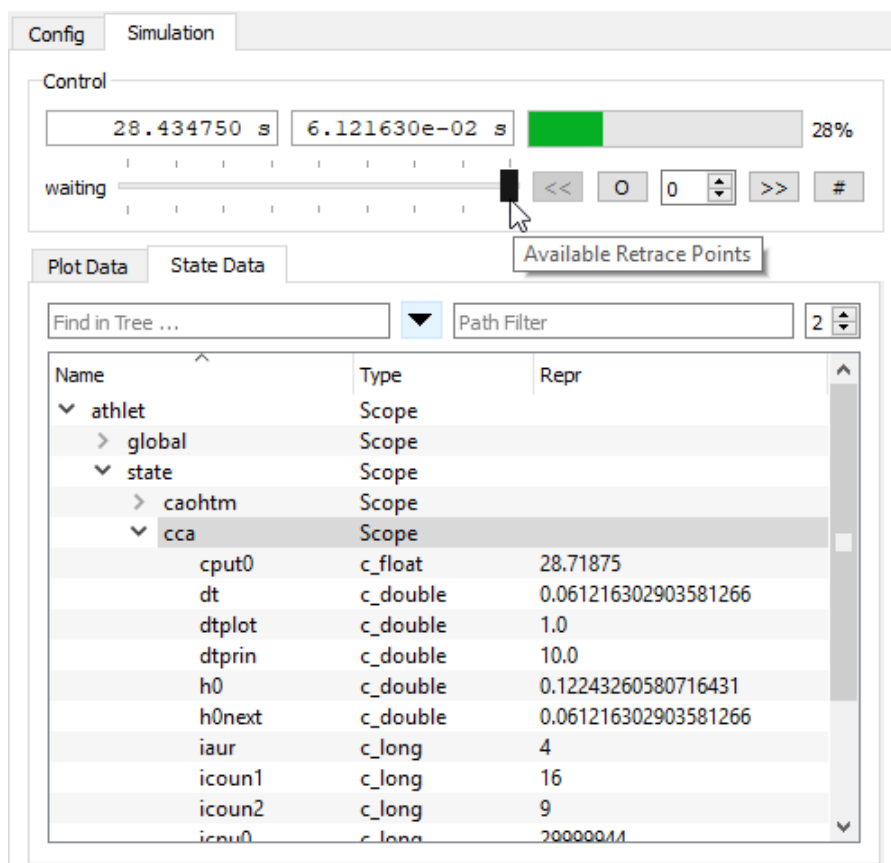 Config Simulation
Control
28.434750 s 6.121630e-02 s 28%
waiting << O 0 >> #
Available Retrace Points
Plot Data State Data
Find in Tree ... Path Filter 2
Name Type Repr
athlet Scope
global Scope
state Scope
caohtm Scope
cca Scope
cput0 c_float 28.71875
dt c_double 0.061216302903581266
dtplot c_double 1.0
dtprin c_double 10.0
h0 c_double 0.12243260580716431
h0next c_double 0.061216302903581266
iaur c_long 4
icoun1 c_long 16
icoun2 c_long 9
icpu0 c_long 29999944